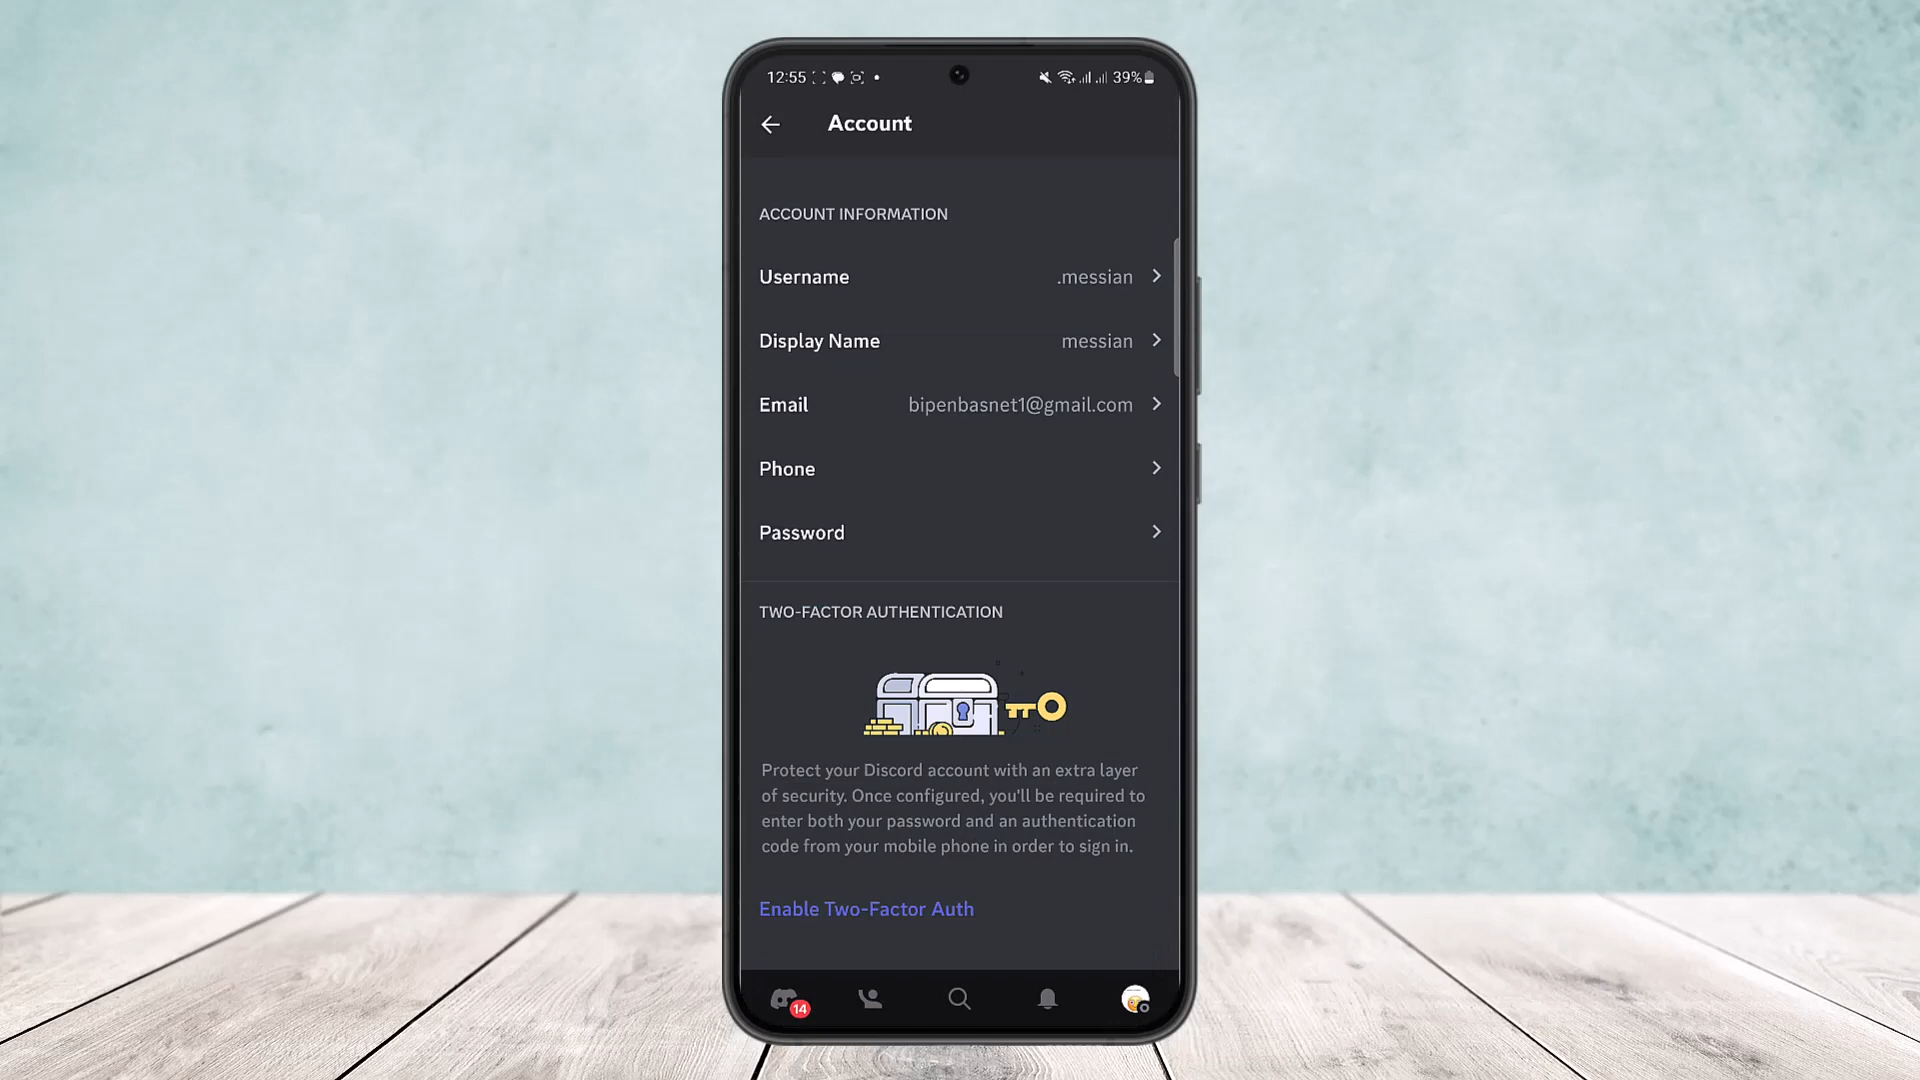 12:55 39%
Account
ACCOUNT INFORMATION
Username .messian
Display Name messian
Email bipenbasnet1@gmail.com
Phone
Password
TWO-FACTOR AUTHENTICATION
Protect your Discord account with an extra layer
of security. Once configured, you'll be required to
enter both your password and an authentication
code from your mobile phone in order to sign in.
Enable Two-Factor Auth
14